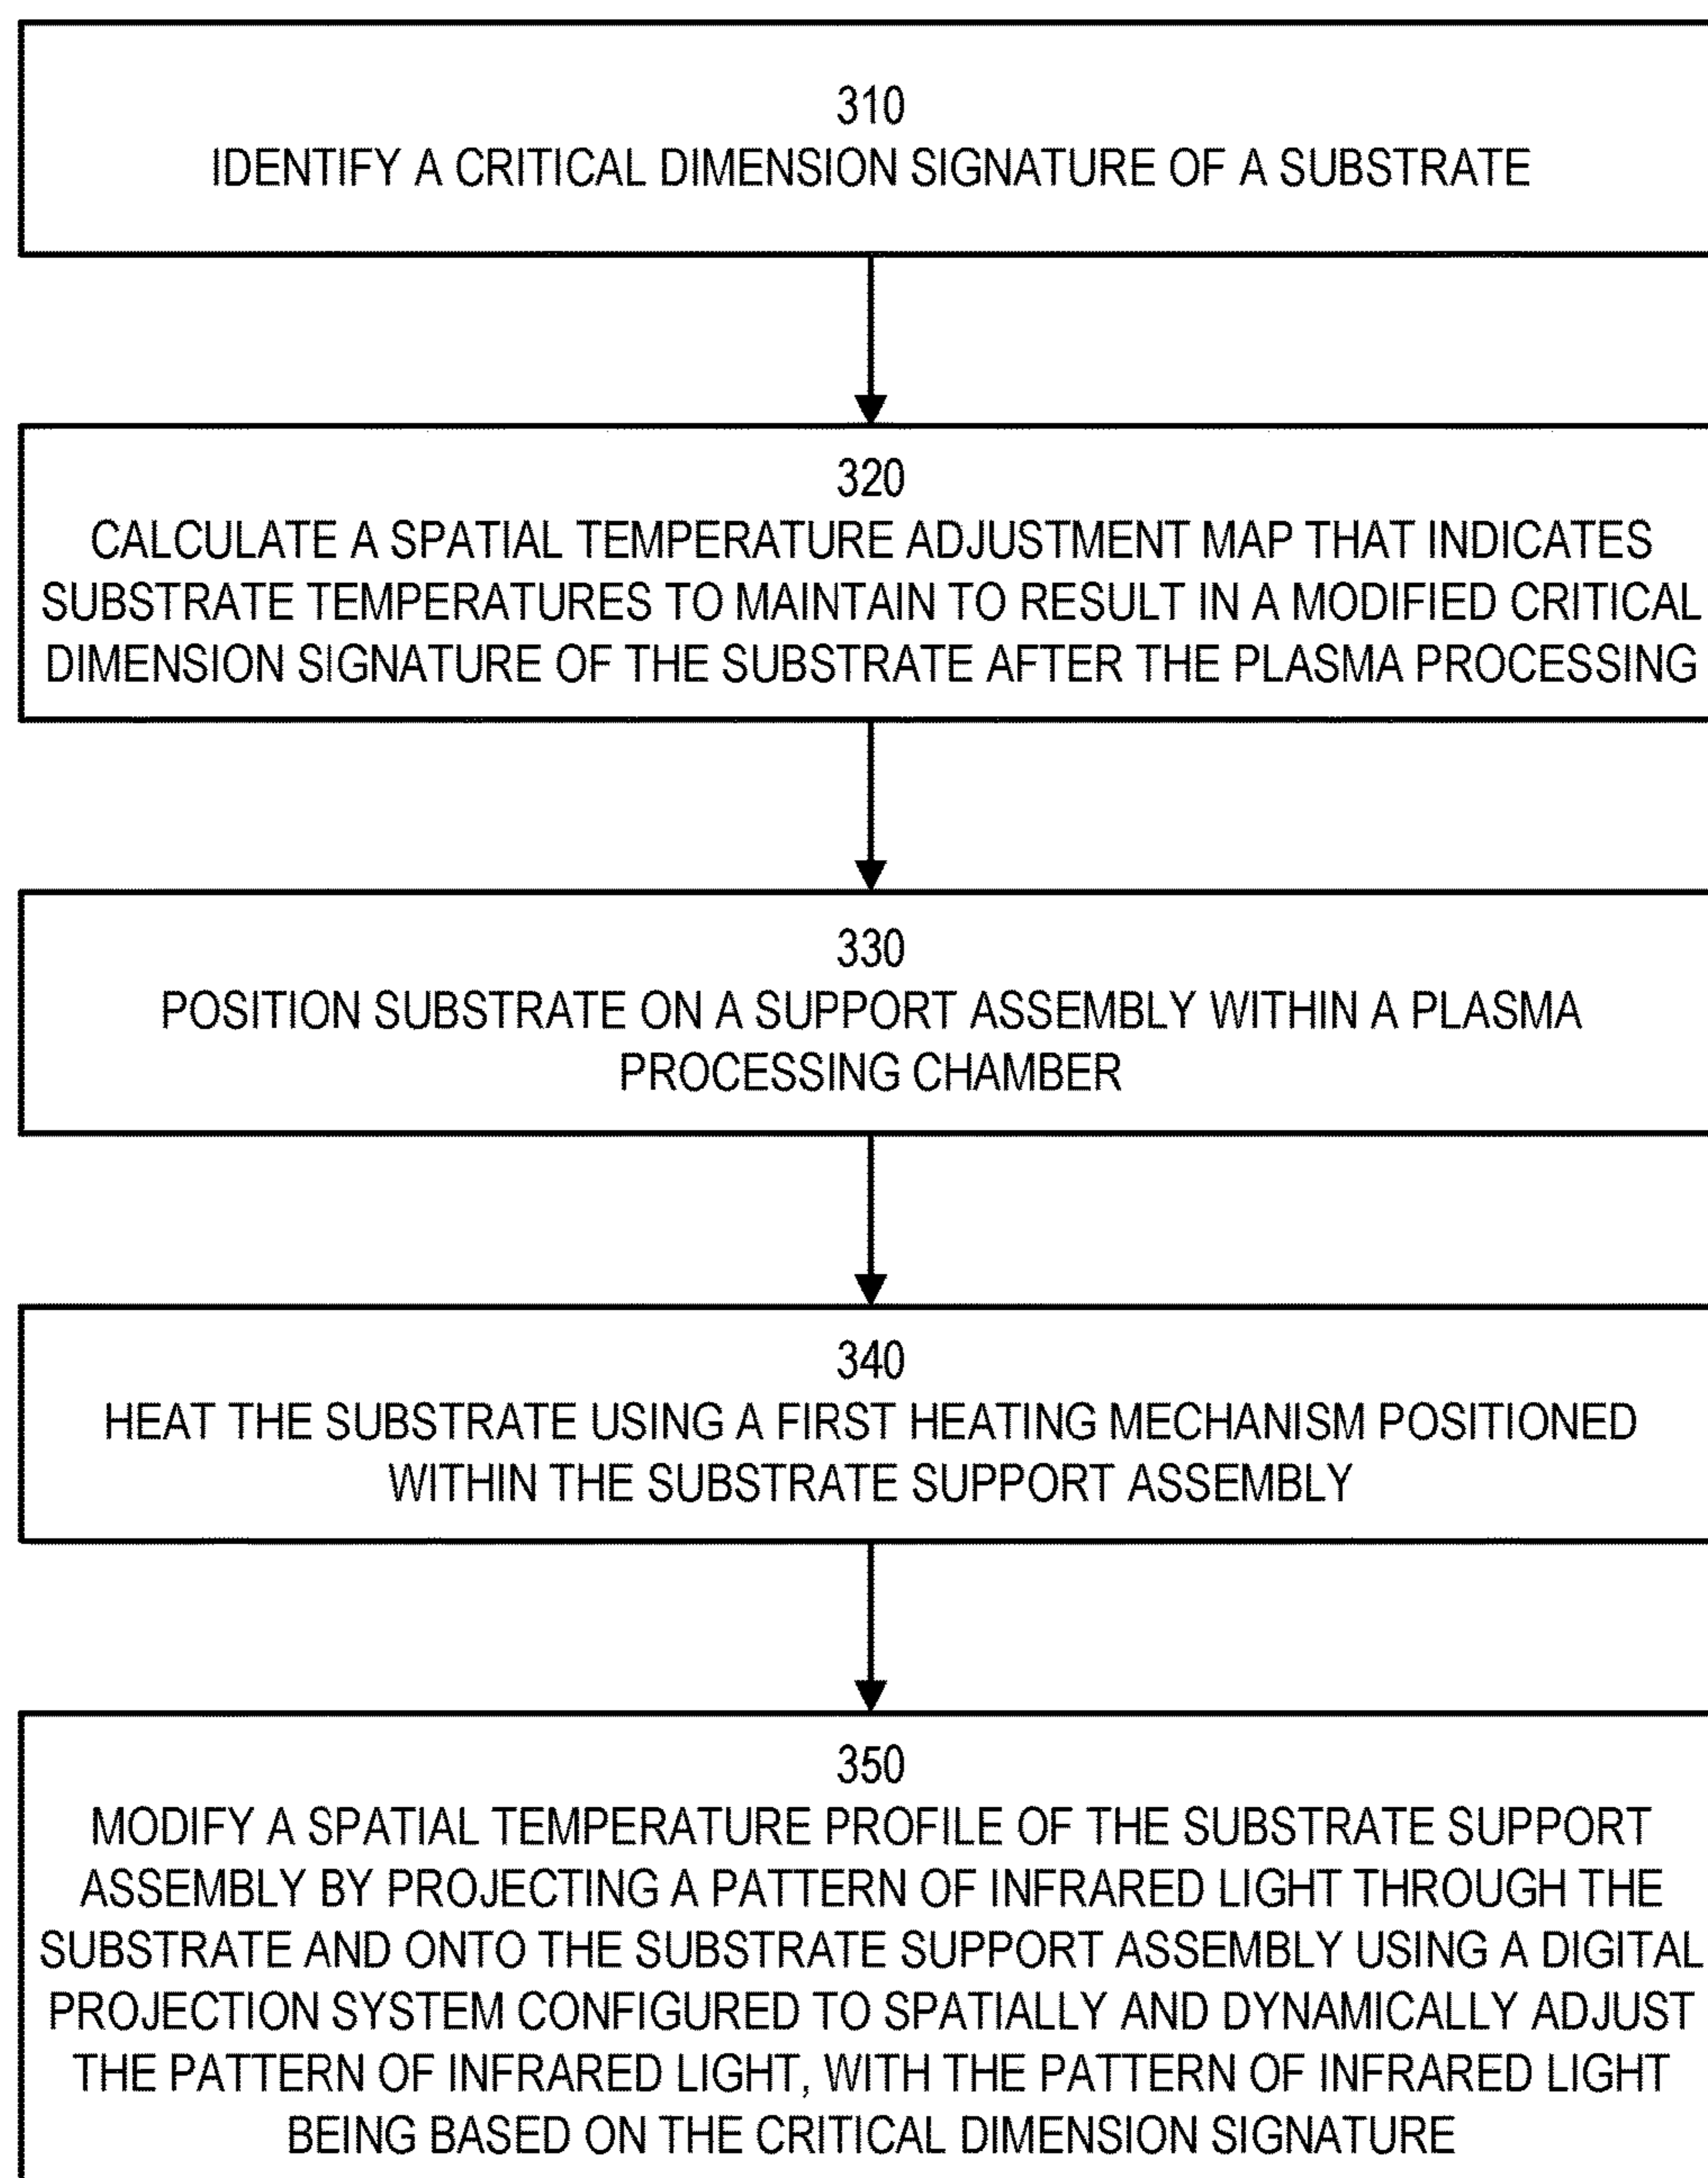 310
IDENTIFY A CRITICAL DIMENSION SIGNATURE OF A SUBSTRATE
320
CALCULATE A SPATIAL TEMPERATURE ADJUSTMENT MAP THAT INDICATES
SUBSTRATE TEMPERATURES TO MAINTAIN TO RESULT IN A MODIFIED CRITICAL
DIMENSION SIGNATURE OF THE SUBSTRATE AFTER THE PLASMA PROCESSING
330
POSITION SUBSTRATE ON A SUPPORT ASSEMBLY WITHIN A PLASMA
PROCESSING CHAMBER
340
HEAT THE SUBSTRATE USING A FIRST HEATING MECHANISM POSITIONED
WITHIN THE SUBSTRATE SUPPORT ASSEMBLY
350
MODIFY A SPATIAL TEMPERATURE PROFILE OF THE SUBSTRATE SUPPORT
ASSEMBLY BY PROJECTING A PATTERN OF INFRARED LIGHT THROUGH THE
SUBSTRATE AND ONTO THE SUBSTRATE SUPPORT ASSEMBLY USING A DIGITAL
PROJECTION SYSTEM CONFIGURED TO SPATIALLY AND DYNAMICALLY ADJUST
THE PATTERN OF INFRARED LIGHT, WITH THE PATTERN OF INFRARED LIGHT
BEING BASED ON THE CRITICAL DIMENSION SIGNATURE